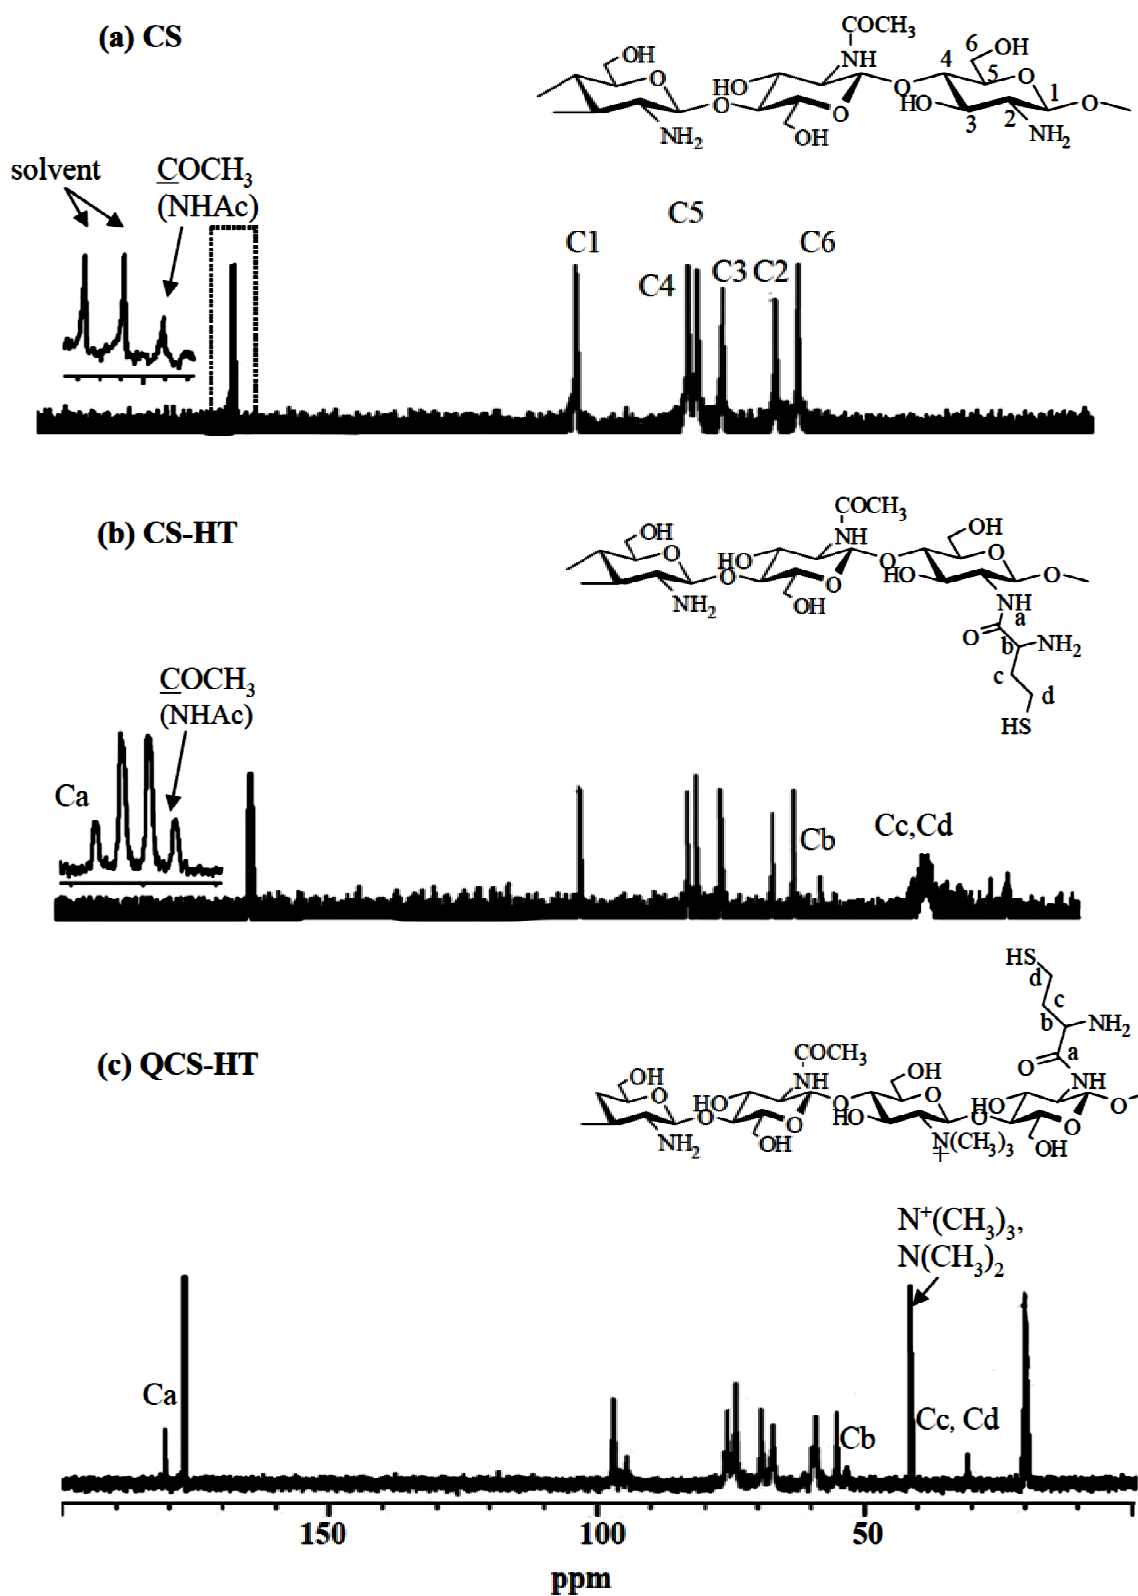 (a) CS
COCH3
NH
OH
O
HO
O
O
OH
NH2
O
4
6
OH
5
O
1
O
HO
3
2
NH2
solvent
COCH3
(NHAc)
C1
C4
C5
C3
C2
C6
(b) CS-HT
COCH3
NH
OH
O
HO
O
O
OH
NH2
O
OH
O
O
HO
NH
a
O
b
NH2
c
d
HS
COCH3
(NHAc)
Ca
Cb
Cc,Cd
(c) QCS-HT
HS
d
c
b
NH2
a
O
NH
COCH3
NH
OH
O
HO
O
O
OH
NH2
O
OH
O
HO
N(CH3)3
+
O
HO
O
OH
O
N+(CH3)3,
N(CH3)2
Ca
Cb
Cc, Cd
150
100
50
ppm